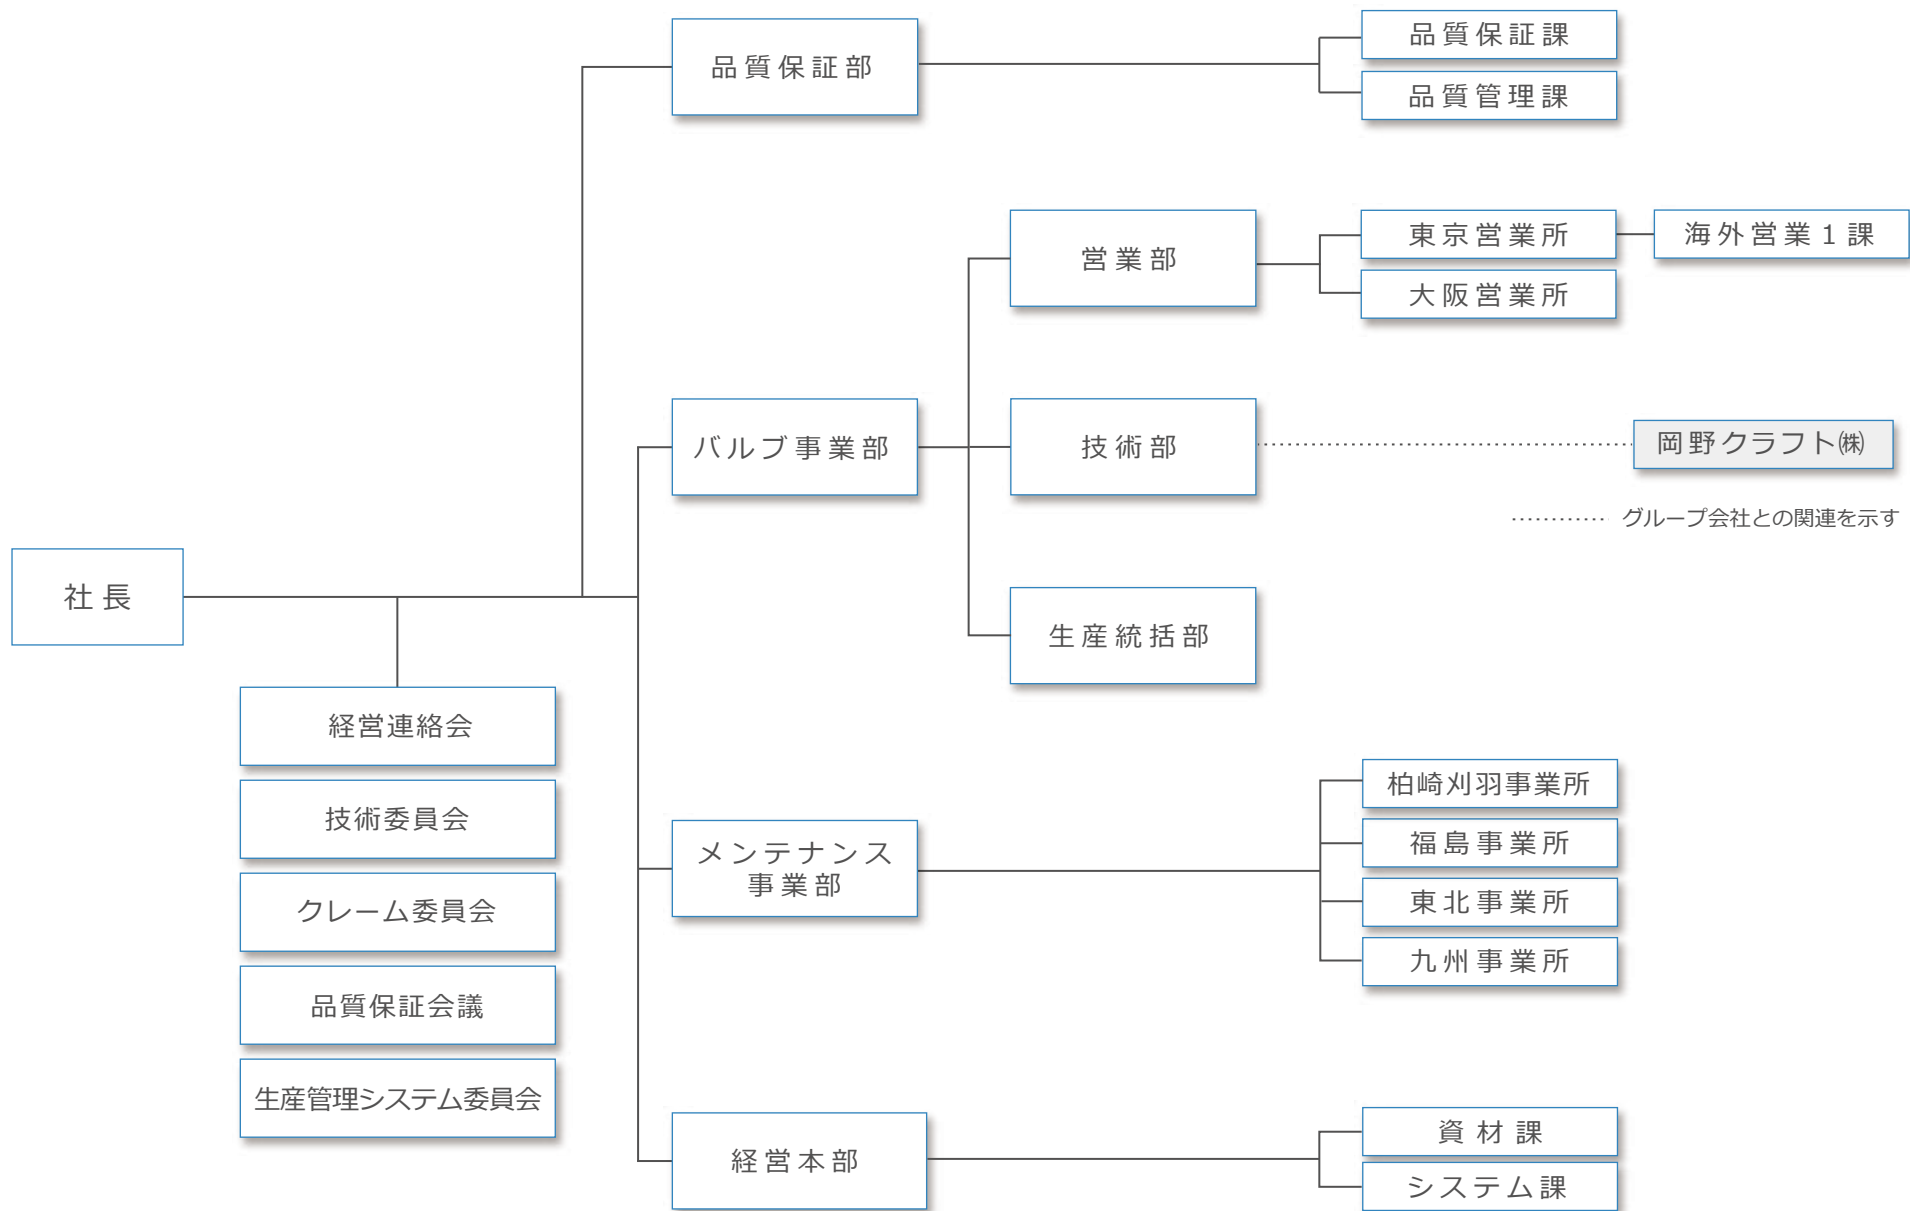 品質保証部
品質保証課
品質管理課
営業部
東京営業所
海外営業1課
大阪営業所
バルブ事業部
技術部
岡野クラフト㈱
………… グループ会社との関連を示す
生産統括部
社長
経営連絡会
技術委員会
クレーム委員会
品質保証会議
生産管理システム委員会
メンテナンス
事業部
柏崎刈羽事業所
福島事業所
東北事業所
九州事業所
経営本部
資材課
システム課